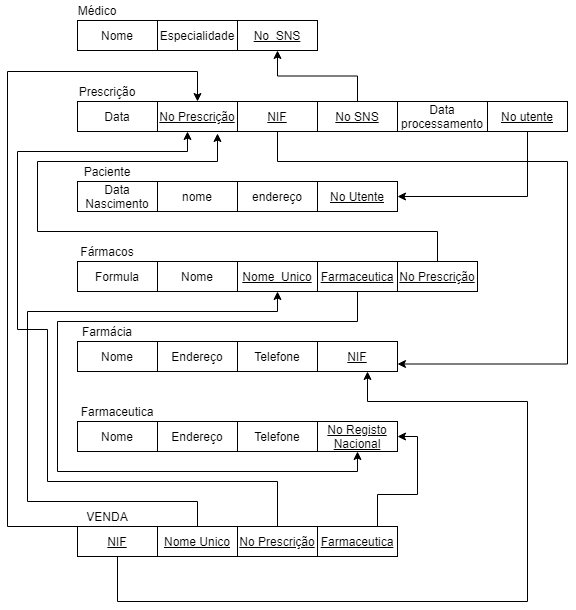 Médico
Nome Especialidade No_SNS
Prescrição
Data No Prescrição NIF No SNS Data processamento No utente
Paciente
Data Nascimento nome endereço No Utente
Fármacos
Formula Nome Nome_Unico Farmaceutica No Prescrição
Farmácia
Nome Endereço Telefone NIF
Farmaceutica
Nome Endereço Telefone No Registo Nacional
VENDA
NIF Nome Unico No Prescrição Farmaceutica